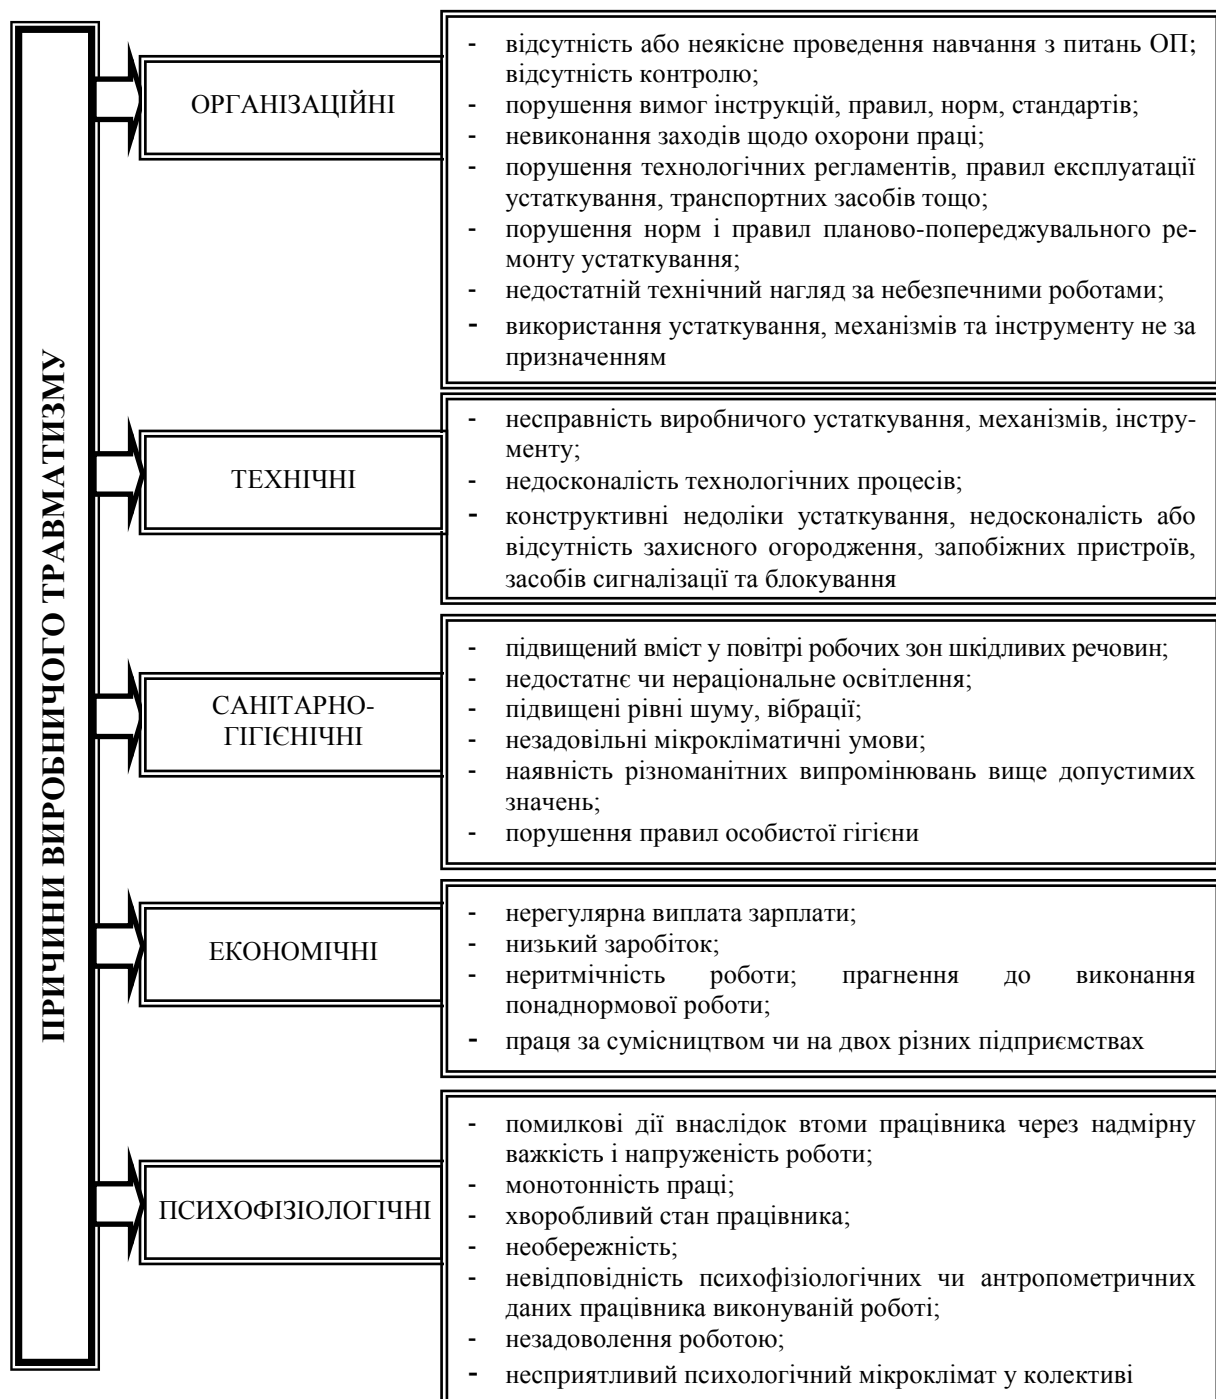 ПРИЧИНИ ВИРОБНИЧОГО ТРАВМАТИЗМУ
ОРГАНІЗАЦІЙНІ
- відсутність або неякісне проведення навчання з питань ОП;
відсутність контролю;
- порушення вимог інструкцій, правил, норм, стандартів;
- невиконання заходів щодо охорони праці;
- порушення технологічних регламентів, правил експлуатації
устаткування, транспортних засобів тощо;
- порушення норм і правил планово-попереджувального ре-
монту устаткування;
- недостатній технічний нагляд за небезпечними роботами;
- використання устаткування, механізмів та інструменту не за
призначенням
ТЕХНІЧНІ
- несправність виробничого устаткування, механізмів, інстру-
менту;
- недосконалість технологічних процесів;
- конструктивні недоліки устаткування, недосконалість або
відсутність захисного огородження, запобіжних пристроїв,
засобів сигналізації та блокування
САНІТАРНО-
ГІГІЄНІЧНІ
- підвищений вміст у повітрі робочих зон шкідливих речовин;
- недостатнє чи нераціональне освітлення;
- підвищені рівні шуму, вібрації;
- незадовільні мікрокліматичні умови;
- наявність різноманітних випромінювань вище допустимих
значень;
- порушення правил особистої гігієни
ЕКОНОМІЧНІ
- нерегулярна виплата зарплати;
- низький заробіток;
- неритмічність роботи; прагнення до виконання
понаднормової роботи;
- праця за сумісництвом чи на двох різних підприємствах
ПСИХОФІЗІОЛОГІЧНІ
- помилкові дії внаслідок втоми працівника через надмірну
важкість і напруженість роботи;
- монотонність праці;
- хворобливий стан працівника;
- необережність;
- невідповідність психофізіологічних чи антропометричних
даних працівника виконуваній роботі;
- незадоволення роботою;
- несприятливий психологічний мікроклімат у колективі